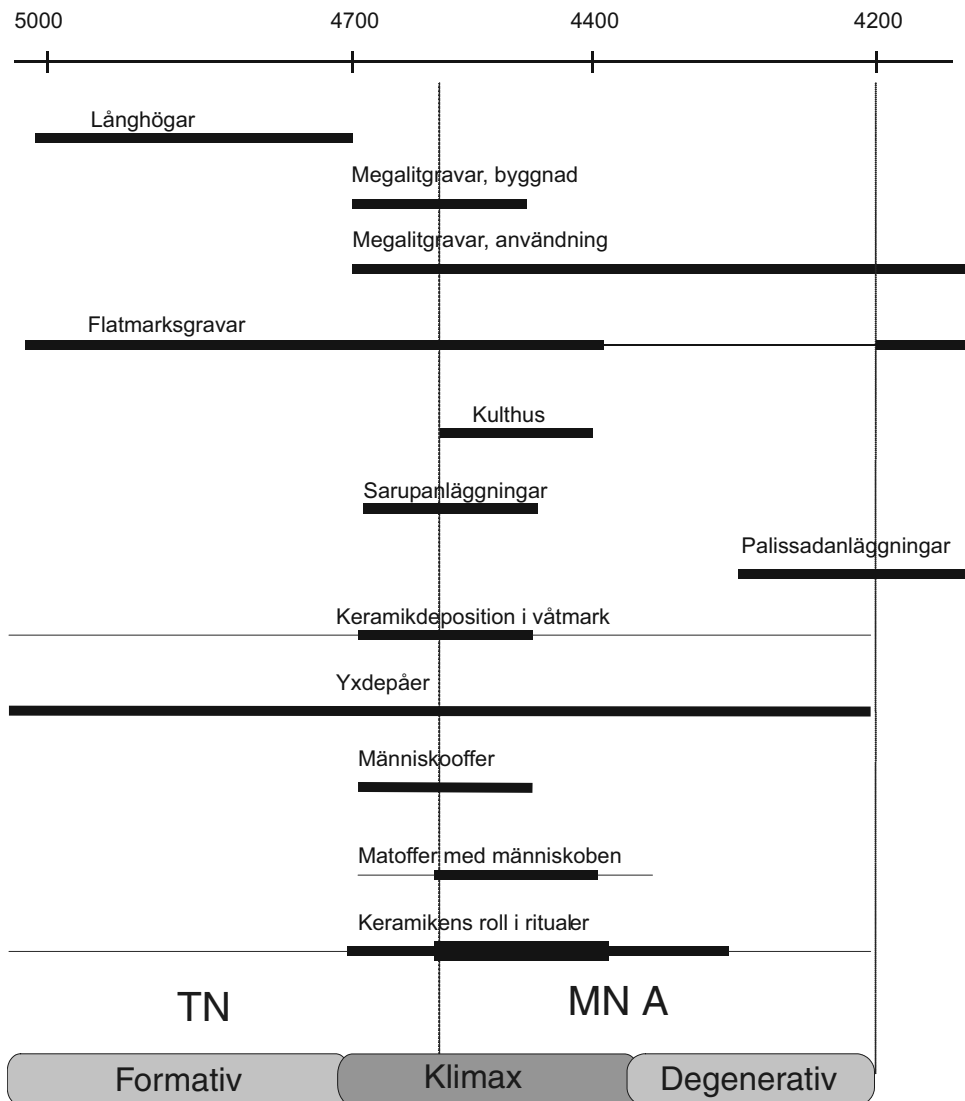 5000 4700 4400 4200
Långhögar
Megalitgravar, byggnad
Megalitgravar, användning
Flatmarksgravar
Kulthus
Sarupanläggningar
Palissadanläggningar
Keramikdeposition i våtmark
Yxdepåer
Människooffer
Matoffer med människoben
Keramikens roll i ritualer
TN MN A
Formativ Klimax Degenerativ